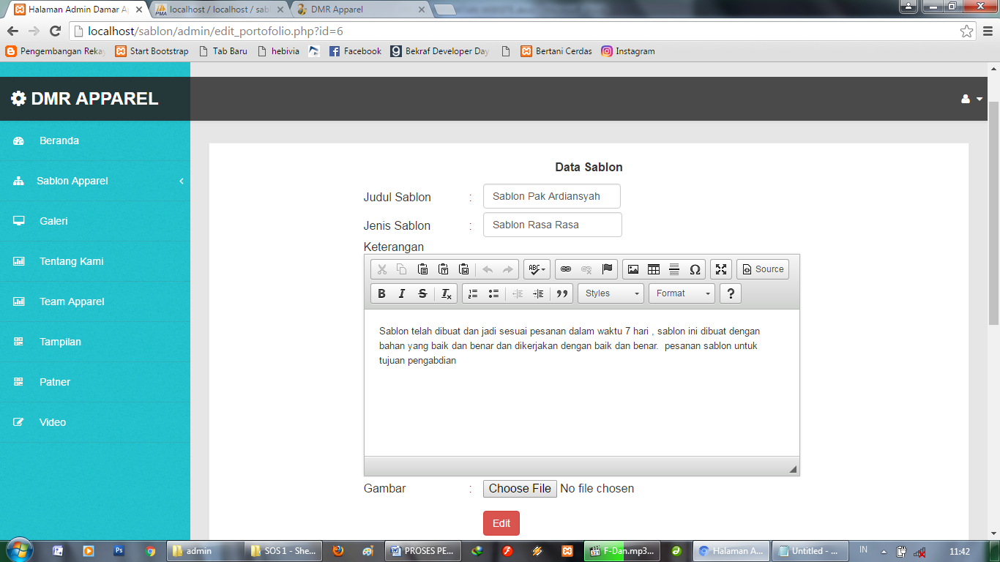 Halaman Admin Damar A
localhost / localhost / sabl
DMR Apparel
localhost/sablon/admin/edit_portofolio.php?id=6
Pengembangan Reka
Start Bootstrap
Tab Baru
hebivia
Facebook
Bekraf Developer Day
Bertani Cerdas
Instagram
DMR APPAREL
Beranda
Sablon Apparel
Galeri
Tentang Kami
Team Apparel
Tampilan
Patner
Video
Data Sablon
Judul Sablon : Sablon Pak Ardiansyah
Jenis Sablon : Sablon Rasa Rasa
Keterangan
ABC
Source
B I S Tx
Styles
Format
?
Sablon telah dibuat dan jadi sesuai pesanan dalam waktu 7 hari , sablon ini dibuat dengan
bahan yang baik dan benar dan dikerjakan dengan baik dan benar. pesanan sablon untuk
tujuan pengabdian
Gambar : Choose File No file chosen
Edit
admin
SOS 1 - She...
PROSES PE...
F-Dan.mp3...
Halaman A...
Untitled - ...
IN
11:42